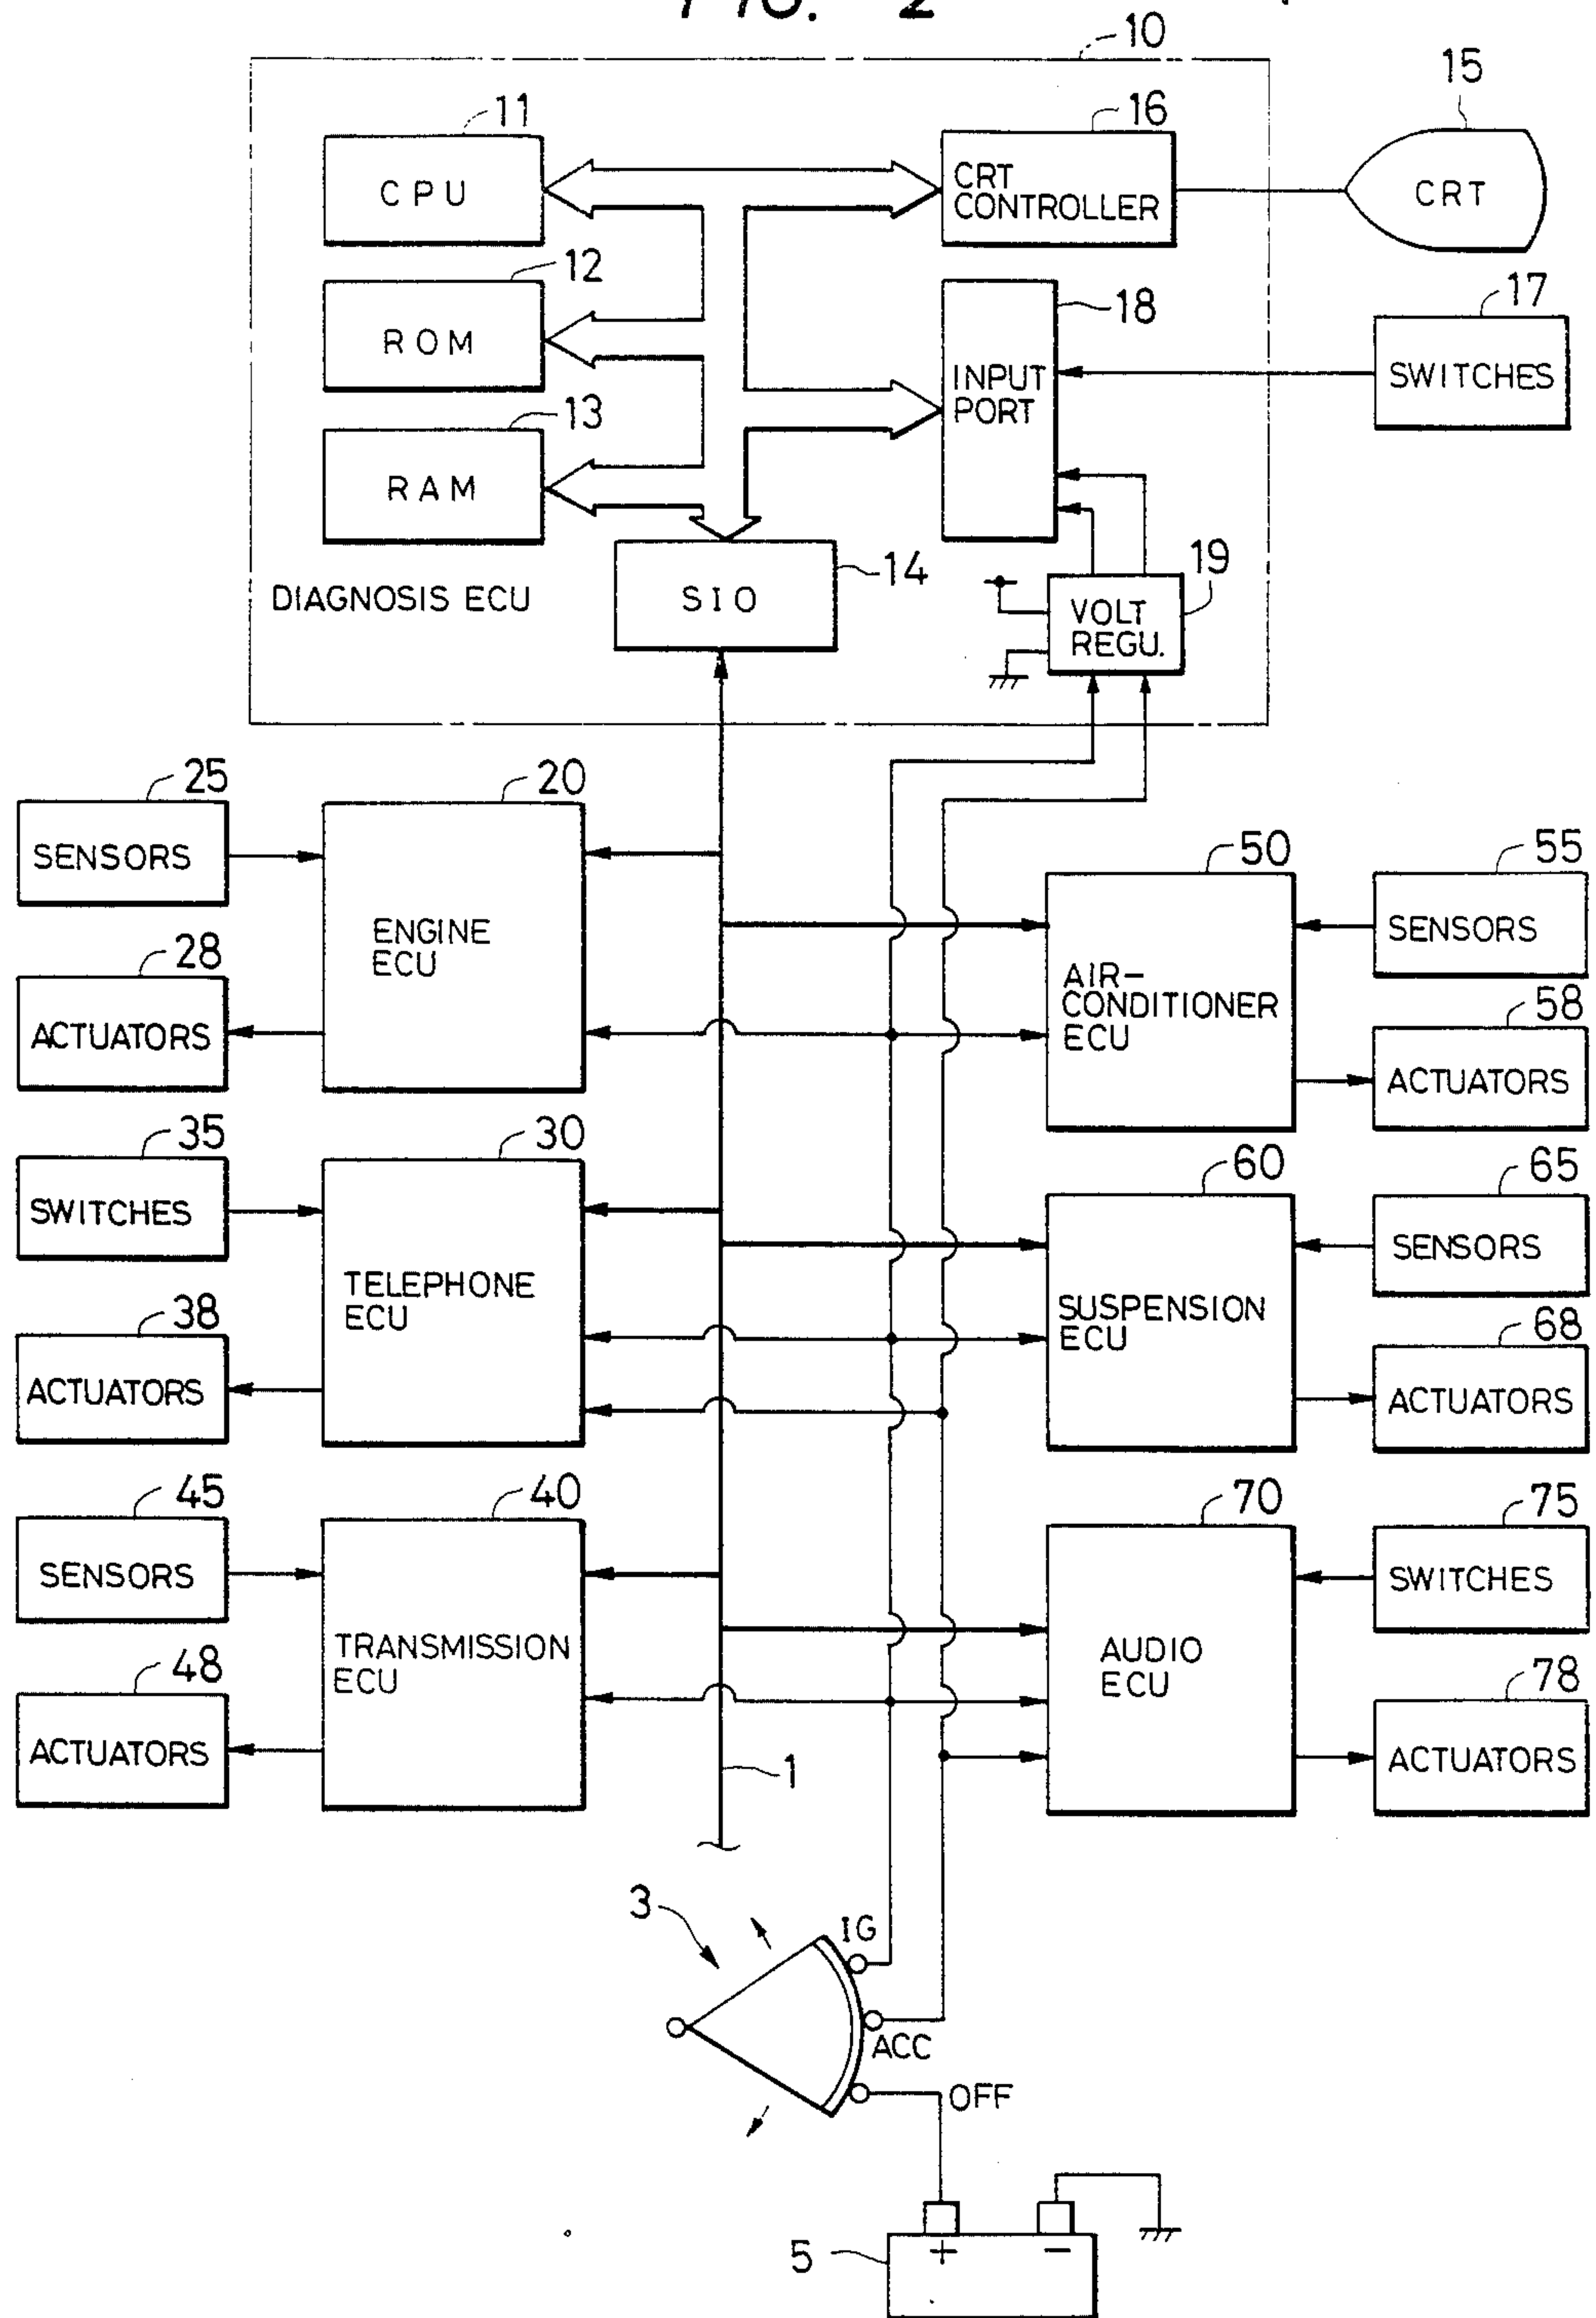 FIG. 2
10
11
CPU
16
CRT
CONTROLLER
15
CRT
12
ROM
18
INPUT
PORT
17
SWITCHES
13
RAM
14
SIO
DIAGNOSIS ECU
19
VOLT
REGU.
25
SENSORS
20
ENGINE
ECU
28
ACTUATORS
50
AIR-
CONDITIONER
ECU
55
SENSORS
58
ACTUATORS
35
SWITCHES
30
TELEPHONE
ECU
38
ACTUATORS
60
SUSPENSION
ECU
65
SENSORS
68
ACTUATORS
45
SENSORS
40
TRANSMISSION
ECU
48
ACTUATORS
70
AUDIO
ECU
75
SWITCHES
78
ACTUATORS
1
3
IG
ACC
OFF
5
+ −